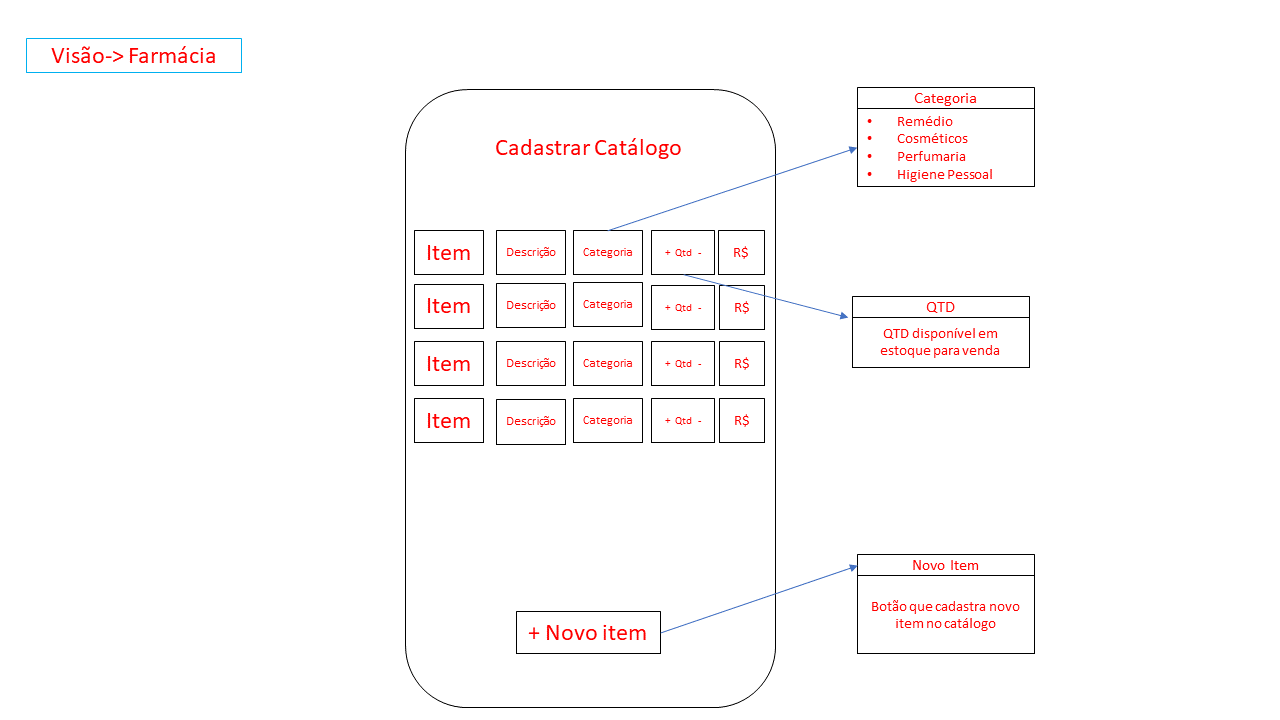 Visão-> Farmácia
Cadastrar Catálogo
Item Descrição Categoria + Qtd - R$
Item Descrição Categoria + Qtd - R$
Item Descrição Categoria + Qtd - R$
Item Descrição Categoria + Qtd - R$
+ Novo item
Categoria
• Remédio
• Cosméticos
• Perfumaria
• Higiene Pessoal
QTD
QTD disponível em
estoque para venda
Novo Item
Botão que cadastra novo
item no catálogo